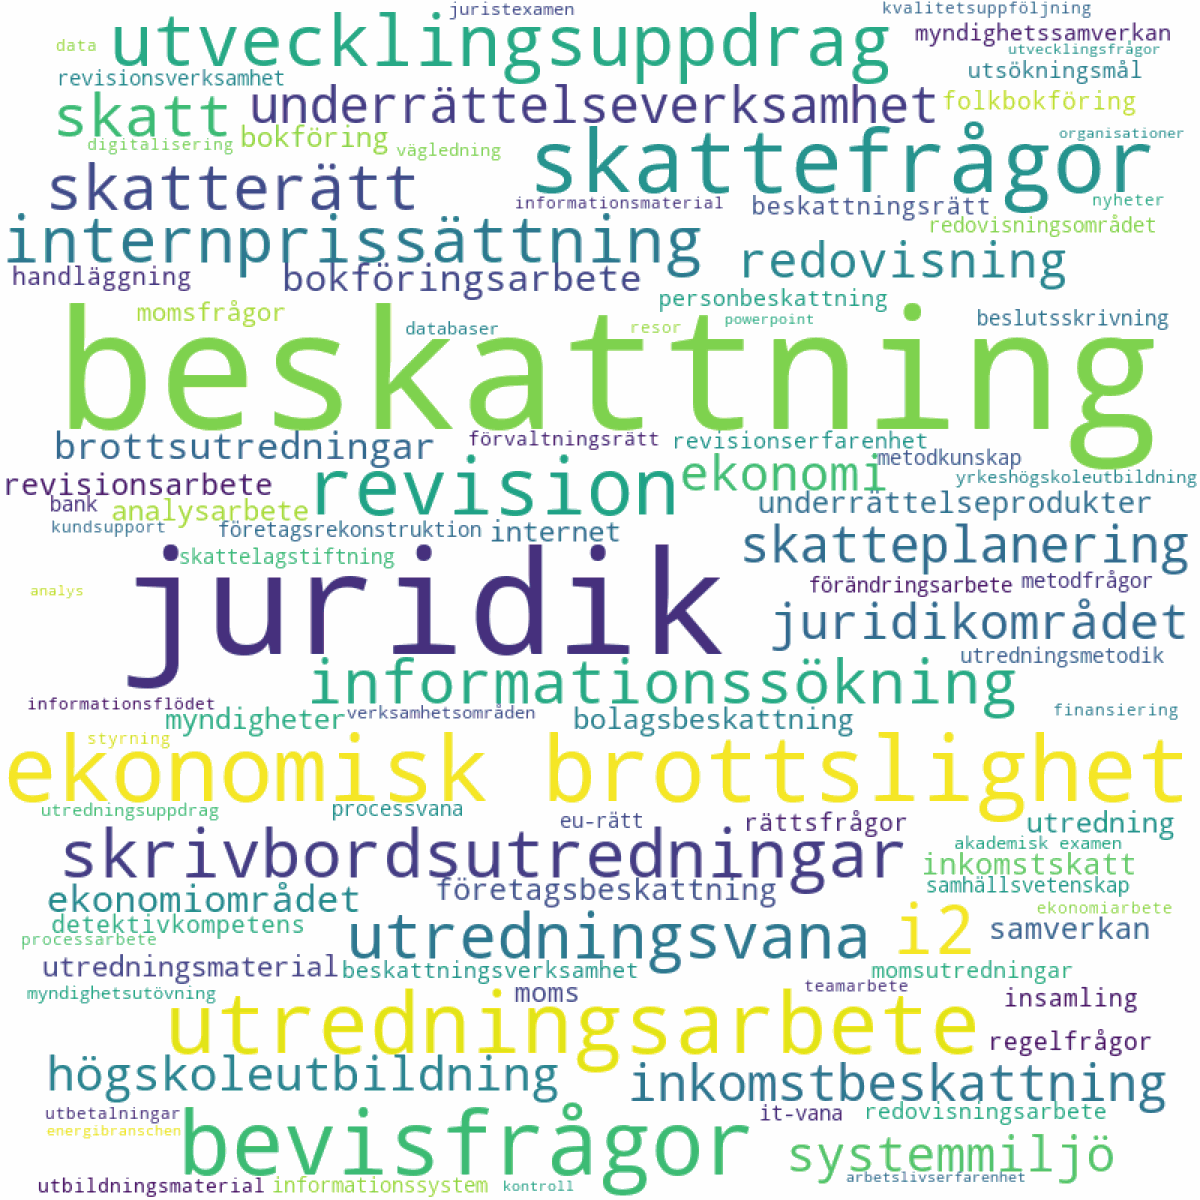 juristexamen
kvalitetsuppföljning
utvecklingsuppdrag
myndighetssamverkan
data
utvecklingsfrågor
revisionsverksamhet
utsökningsmål
skatt
underrättelseverksamhet
folkbokföring
digitalisering
bokföring
vägledning
skattefrågor
organisationer
skatterätt
informationsmaterial
beskattningsrätt
nyheter
internprissättning
redovisningsområdet
handläggning
bokföringsarbete
redovisning
momsfrågor
personbeskattning
databaser
resor
powerpoint
beslutsskrivning
beskattning
brottsutredningar
förvaltningsrätt
revisionserfarenhet
metodkunskap
revisionsarbete
revision
ekonomi
yrkeshögskoleutbildning
bank
analysarbete
underrättelseprodukter
kundsupport
företagsrekonstruktion
internet
skattelagstiftning
skatteplanering
analys
juridik
förändringsarbete
metodfrågor
juridikområdet
utredningsmetodik
informationssökning
informationsflödet
myndigheter
verksamhetsområden
bolagsbeskattning
finansiering
styrning
ekonomisk brottslighet
utredningsuppdrag
processvana
eu-rätt
rättsfrågor
utredning
skrivbordsutredningar
akademisk examen
inkomstskatt
ekonomiområdet
företagsbeskattning
samhällsvetenskap
detektivkompetens
utredningsvana
i2
ekonomiarbete
processarbete
samverkan
utredningsmaterial
beskattningsverksamhet
momsutredningar
myndighetsutövning
moms
teamarbete
insamling
utredningsarbete
regelfrågor
högskoleutbildning
inkomstbeskattning
utbetalningar
bevisfrågor
it-vana
redovisningsarbete
energibranschen
systemmiljö
utbildningsmaterial
informationssystem
kontroll
arbetslivserfarenhet